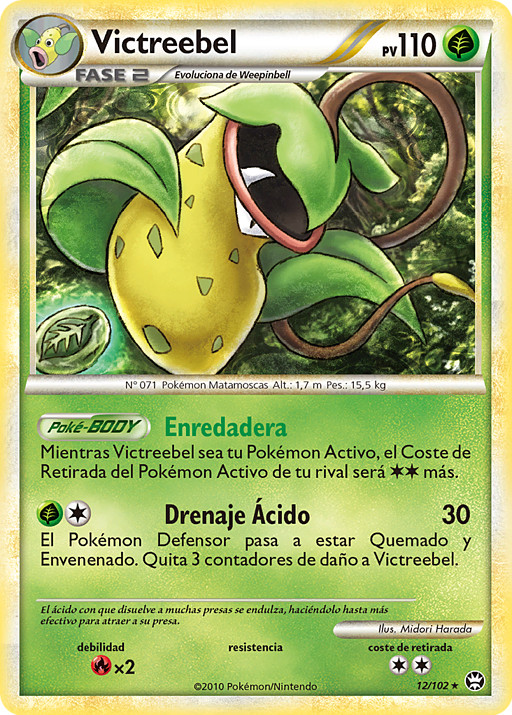 Victreebel
PV110
FASE 2
Evoluciona de Weepinbell
Nº 071 Pokémon Matamoscas Alt.: 1,7 m Pes.: 15,5 kg
Poké-BODY Enredadera
Mientras Victreebel sea tu Pokémon Activo, el Coste de
Retirada del Pokémon Activo de tu rival será más.
Drenaje Ácido 30
El Pokémon Defensor pasa a estar Quemado y
Envenenado. Quita 3 contadores de daño a Victreebel.
El ácido con que disuelve a muchas presas se endulza, haciéndolo hasta más
efectivo para atraer a su presa.
Ilus. Midori Harada
debilidad resistencia coste de retirada
×2
12/102 ★
©2010 Pokémon/Nintendo